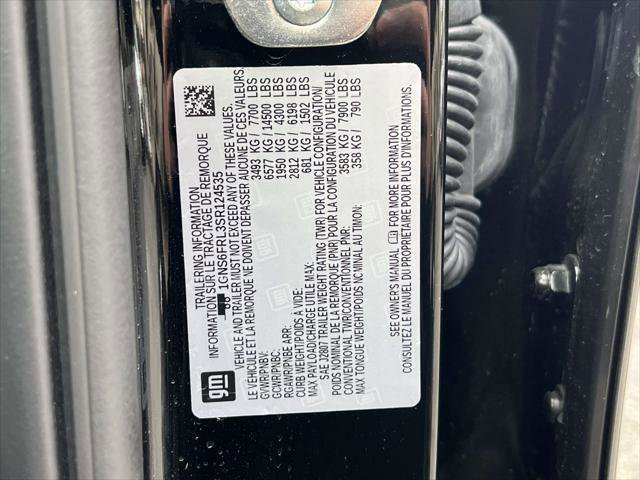 TRAILERING INFORMATION
INFORMATION SUR LE TRACTAGE DE REMORQUE
1GNS6FRL3SR124535
VEHICLE AND TRAILER MUST NOT EXCEED ANY OF THESE VALUES.
LE VÉHICULE ET LA REMORQUE NE DOIVENT DÉPASSER AUCUNE DE CES VALEURS.
GVWR/PNBV: 3493 KG / 7700 LBS
GCWR/PNBC: 6577 KG / 14500 LBS
RGAWR/PNBE ARR: 1950 KG / 4300 LBS
CURB WEIGHT/POIDS À VIDE: 2812 KG / 6198 LBS
MAX PAYLOAD/CHARGE UTILE MAX: 681 KG / 1502 LBS
SAE J2807 TRAILER WEIGHT RATING (TWR) FOR VEHICLE CONFIGURATION/
POIDS NOMINAL DE LA REMORQUE (PNR) POUR LA CONFIGURATION DU VÉHICULE
CONVENTIONAL TWR/CONVENTIONNEL PNR: 3583 KG / 7900 LBS
MAX TONGUE WEIGHT/POIDS NOMINAL AU TIMON: 358 KG / 790 LBS
SEE OWNER'S MANUAL FOR MORE INFORMATION.
CONSULTEZ LE MANUEL DU PROPRIÉTAIRE POUR PLUS D'INFORMATIONS.
gm